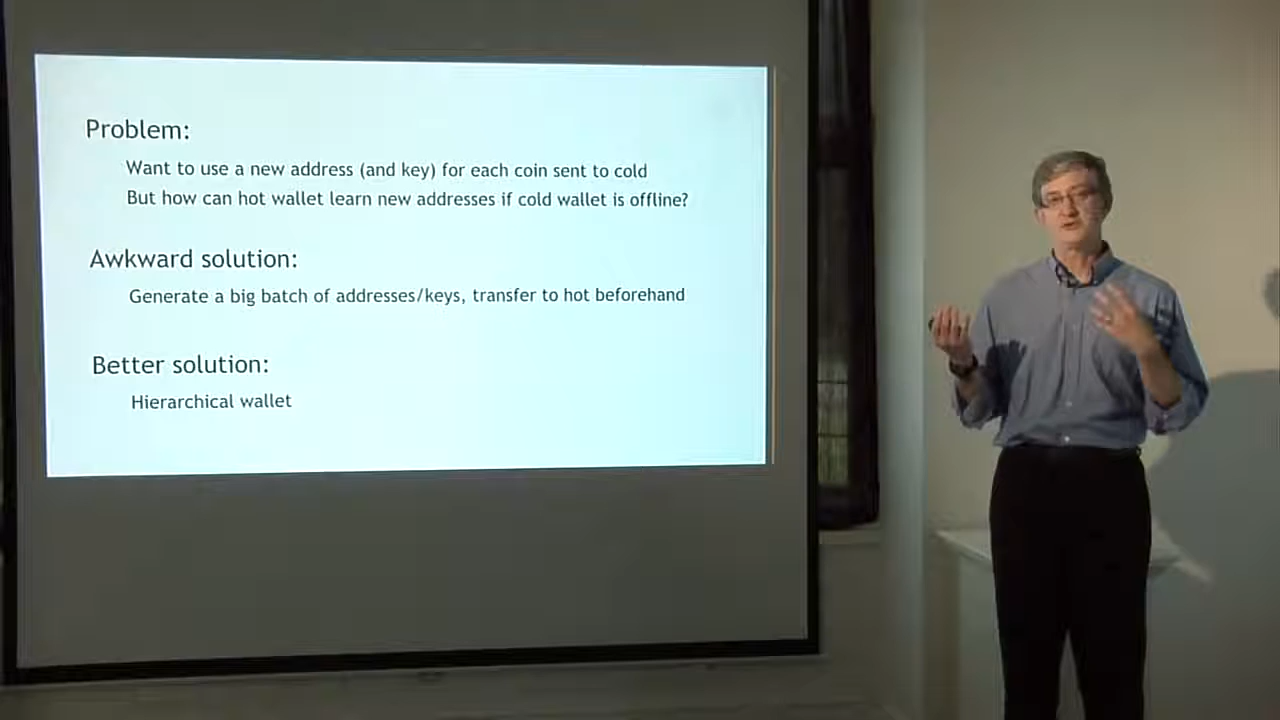 Problem:
Want to use a new address (and key) for each coin sent to cold
But how can hot wallet learn new addresses if cold wallet is offline?
Awkward solution:
Generate a big batch of addresses/keys, transfer to hot beforehand
Better solution:
Hierarchical wallet